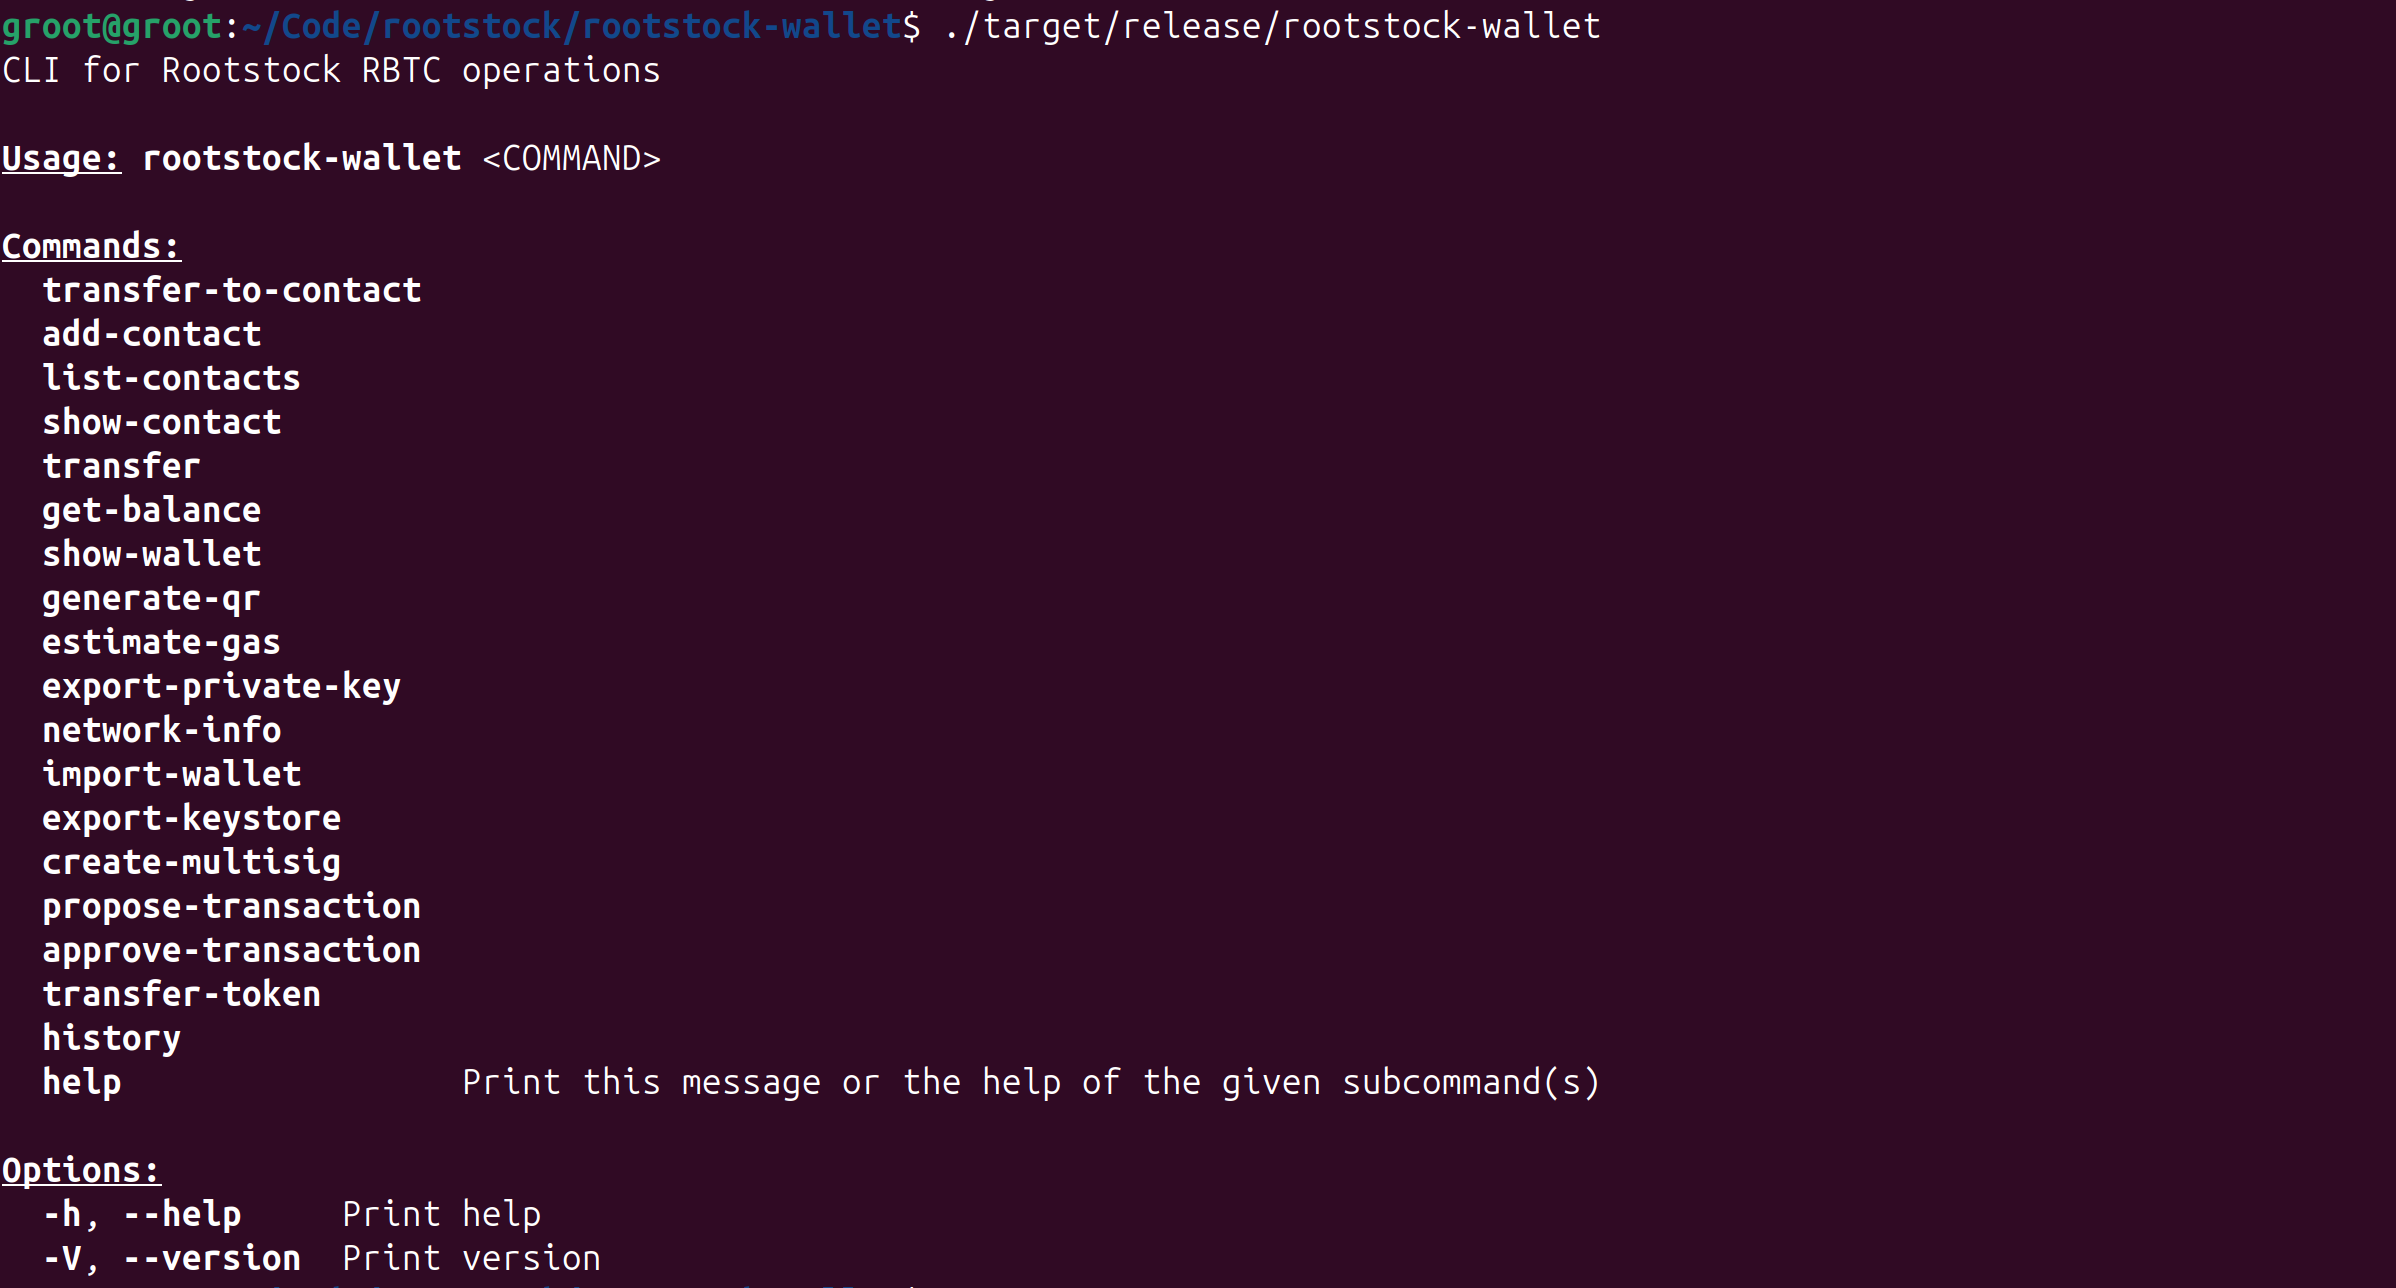 groot@groot:~/Code/rootstock/rootstock-wallet$ ./target/release/rootstock-wallet
CLI for Rootstock RBTC operations
Usage: rootstock-wallet <COMMAND>
Commands:
transfer-to-contact
add-contact
list-contacts
show-contact
transfer
get-balance
show-wallet
generate-qr
estimate-gas
export-private-key
network-info
import-wallet
export-keystore
create-multisig
propose-transaction
approve-transaction
transfer-token
history
help Print this message or the help of the given subcommand(s)
Options:
-h, --help Print help
-V, --version Print version